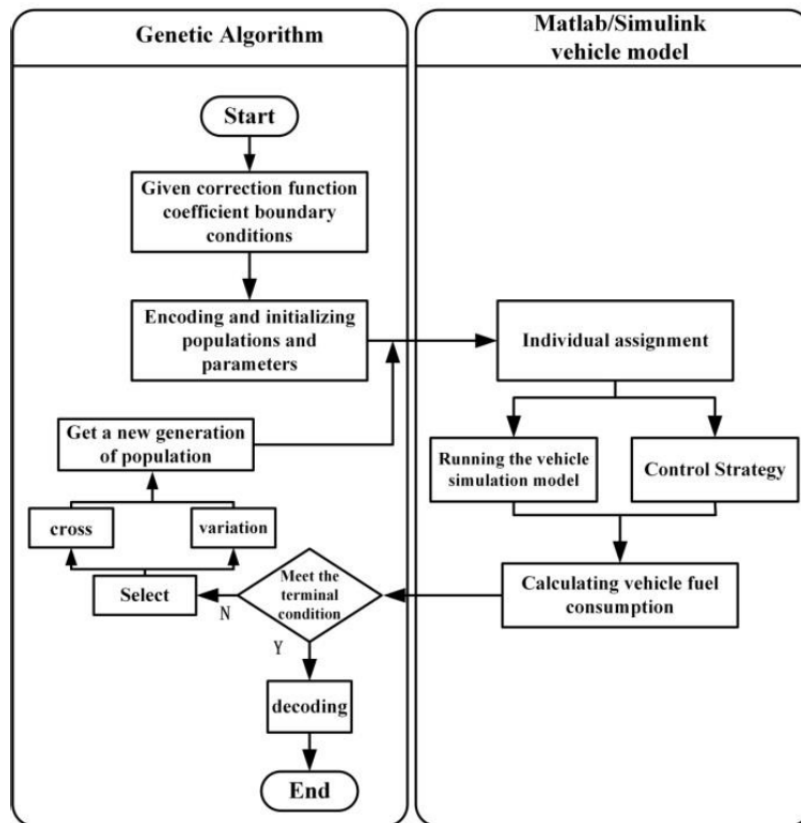 Genetic Algorithm
Matlab/Simulink
vehicle model
Start
Given correction function
coefficient boundary
conditions
Encoding and initializing
populations and
parameters
Individual assignment
Get a new generation
of population
Running the vehicle
simulation model
Control Strategy
cross
variation
Select
N
Meet the
terminal
condition
Calculating vehicle fuel
consumption
Y
decoding
End